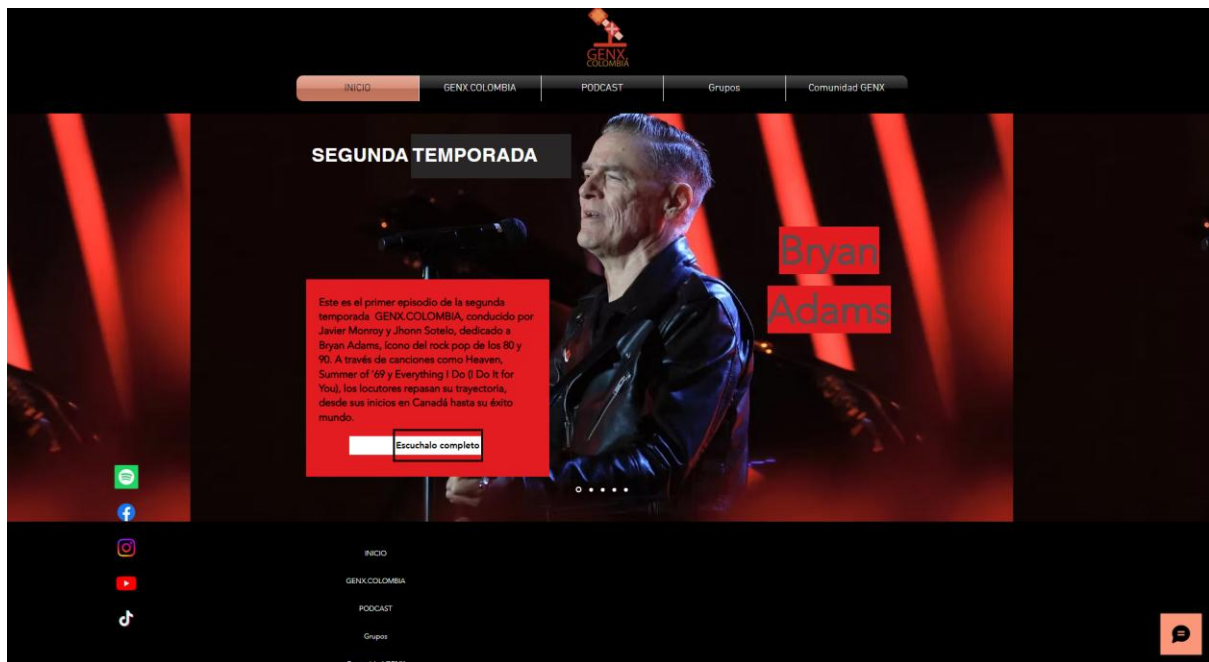 GENX.
COLOMBIA
INICIO
GENX.COLOMBIA
PODCAST
Grupos
Comunidad GENX
SEGUNDA TEMPORADA
Bryan
Adams
Este es el primer episodio de la segunda
temporada GENX.COLOMBIA, conducido por
Javier Monroy y Jhonn Sotelo, dedicado a
Bryan Adams, ícono del rock pop de los 80 y
90. A través de canciones como Heaven,
Summer of '69 y Everything I Do (I Do It for
You), los locutores repasan su trayectoria,
desde sus inicios en Canadá hasta su éxito
mundo.
Escuchalo completo
INICIO
GENX.COLOMBIA
PODCAST
Grupos